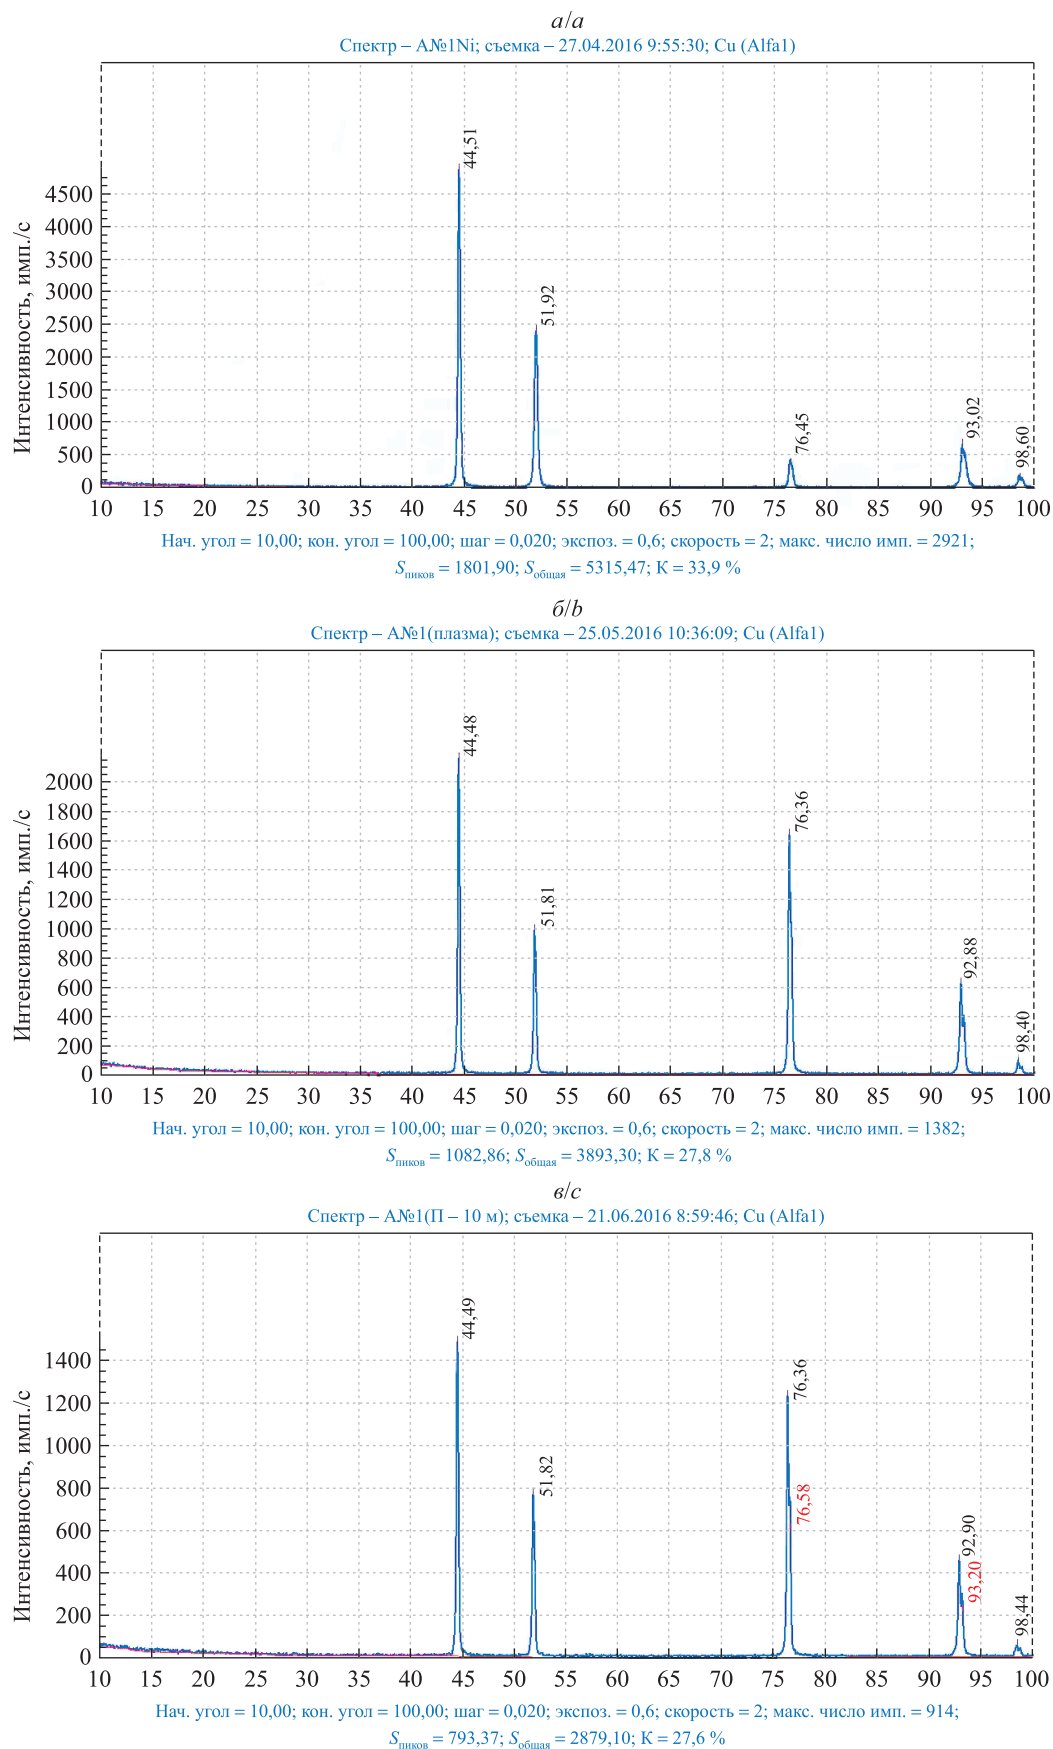 а/a
Спектр – А№1Ni; съемка – 27.04.2016 9:55:30; Cu (Alfa1)
Интенсивность, имп./с
4500
4000
3500
3000
2500
2000
1500
1000
500
0
44,51
51,92
76,45
93,02
98,60
10 15 20 25 30 35 40 45 50 55 60 65 70 75 80 85 90 95 100
Нач. угол = 10,00; кон. угол = 100,00; шаг = 0,020; экспоз. = 0,6; скорость = 2; макс. число имп. = 2921;
Sпиков = 1801,90; Sобщая = 5315,47; К = 33,9 %
б/b
Спектр – А№1(плазма); съемка – 25.05.2016 10:36:09; Cu (Alfa1)
Интенсивность, имп./с
2000
1800
1600
1400
1200
1000
800
600
400
200
0
44,48
51,81
76,36
92,88
98,40
10 15 20 25 30 35 40 45 50 55 60 65 70 75 80 85 90 95 100
Нач. угол = 10,00; кон. угол = 100,00; шаг = 0,020; экспоз. = 0,6; скорость = 2; макс. число имп. = 1382;
Sпиков = 1082,86; Sобщая = 3893,30; К = 27,8 %
в/c
Спектр – А№1(П – 10 м); съемка – 21.06.2016 8:59:46; Cu (Alfa1)
Интенсивность, имп./с
1400
1200
1000
800
600
400
200
0
44,49
51,82
76,36
76,58
92,90
93,20
98,44
10 15 20 25 30 35 40 45 50 55 60 65 70 75 80 85 90 95 100
Нач. угол = 10,00; кон. угол = 100,00; шаг = 0,020; экспоз. = 0,6; скорость = 2; макс. число имп. = 914;
Sпиков = 793,37; Sобщая = 2879,10; К = 27,6 %